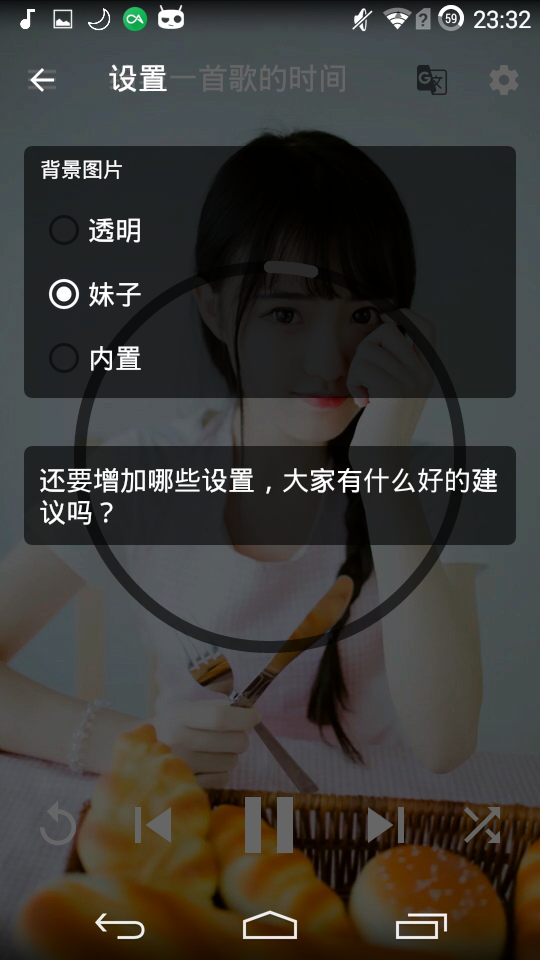 59 23:32
设置一首歌的时间
背景图片
透明
妹子
内置
还要增加哪些设置，大家有什么好的建
议吗？